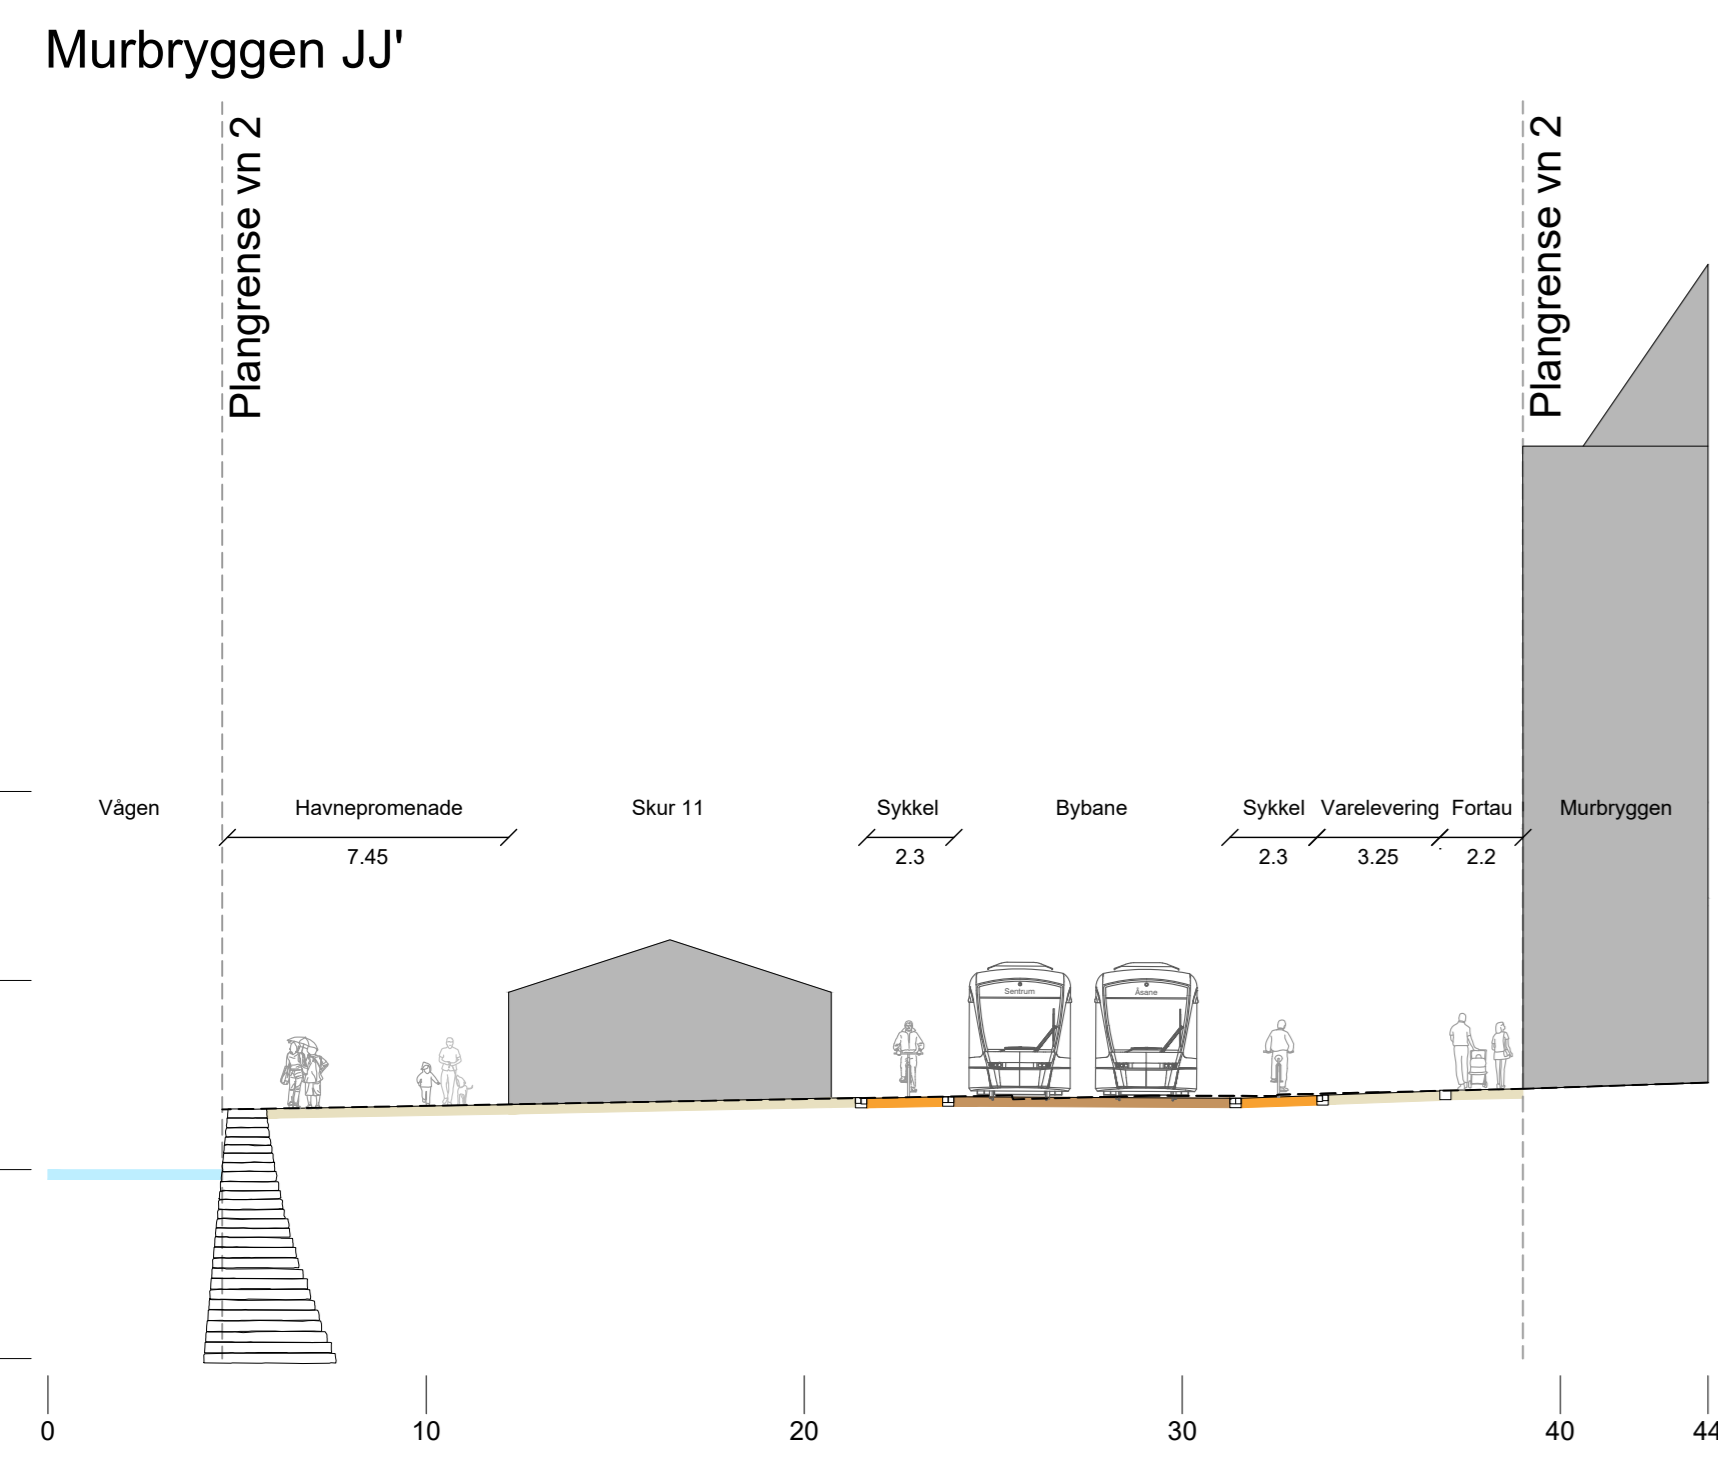 Murbryggen JJ'
Plangrense vn 2
Plangrense vn 2
Vågen
Havnepromenade
Skur 11
Sykkel
Bybane
Sykkel
Varelevering
Fortau
Murbryggen
7.45
2.3
2.3
3.25
2.2
Sentrum
Åsane
0
10
20
30
40
44